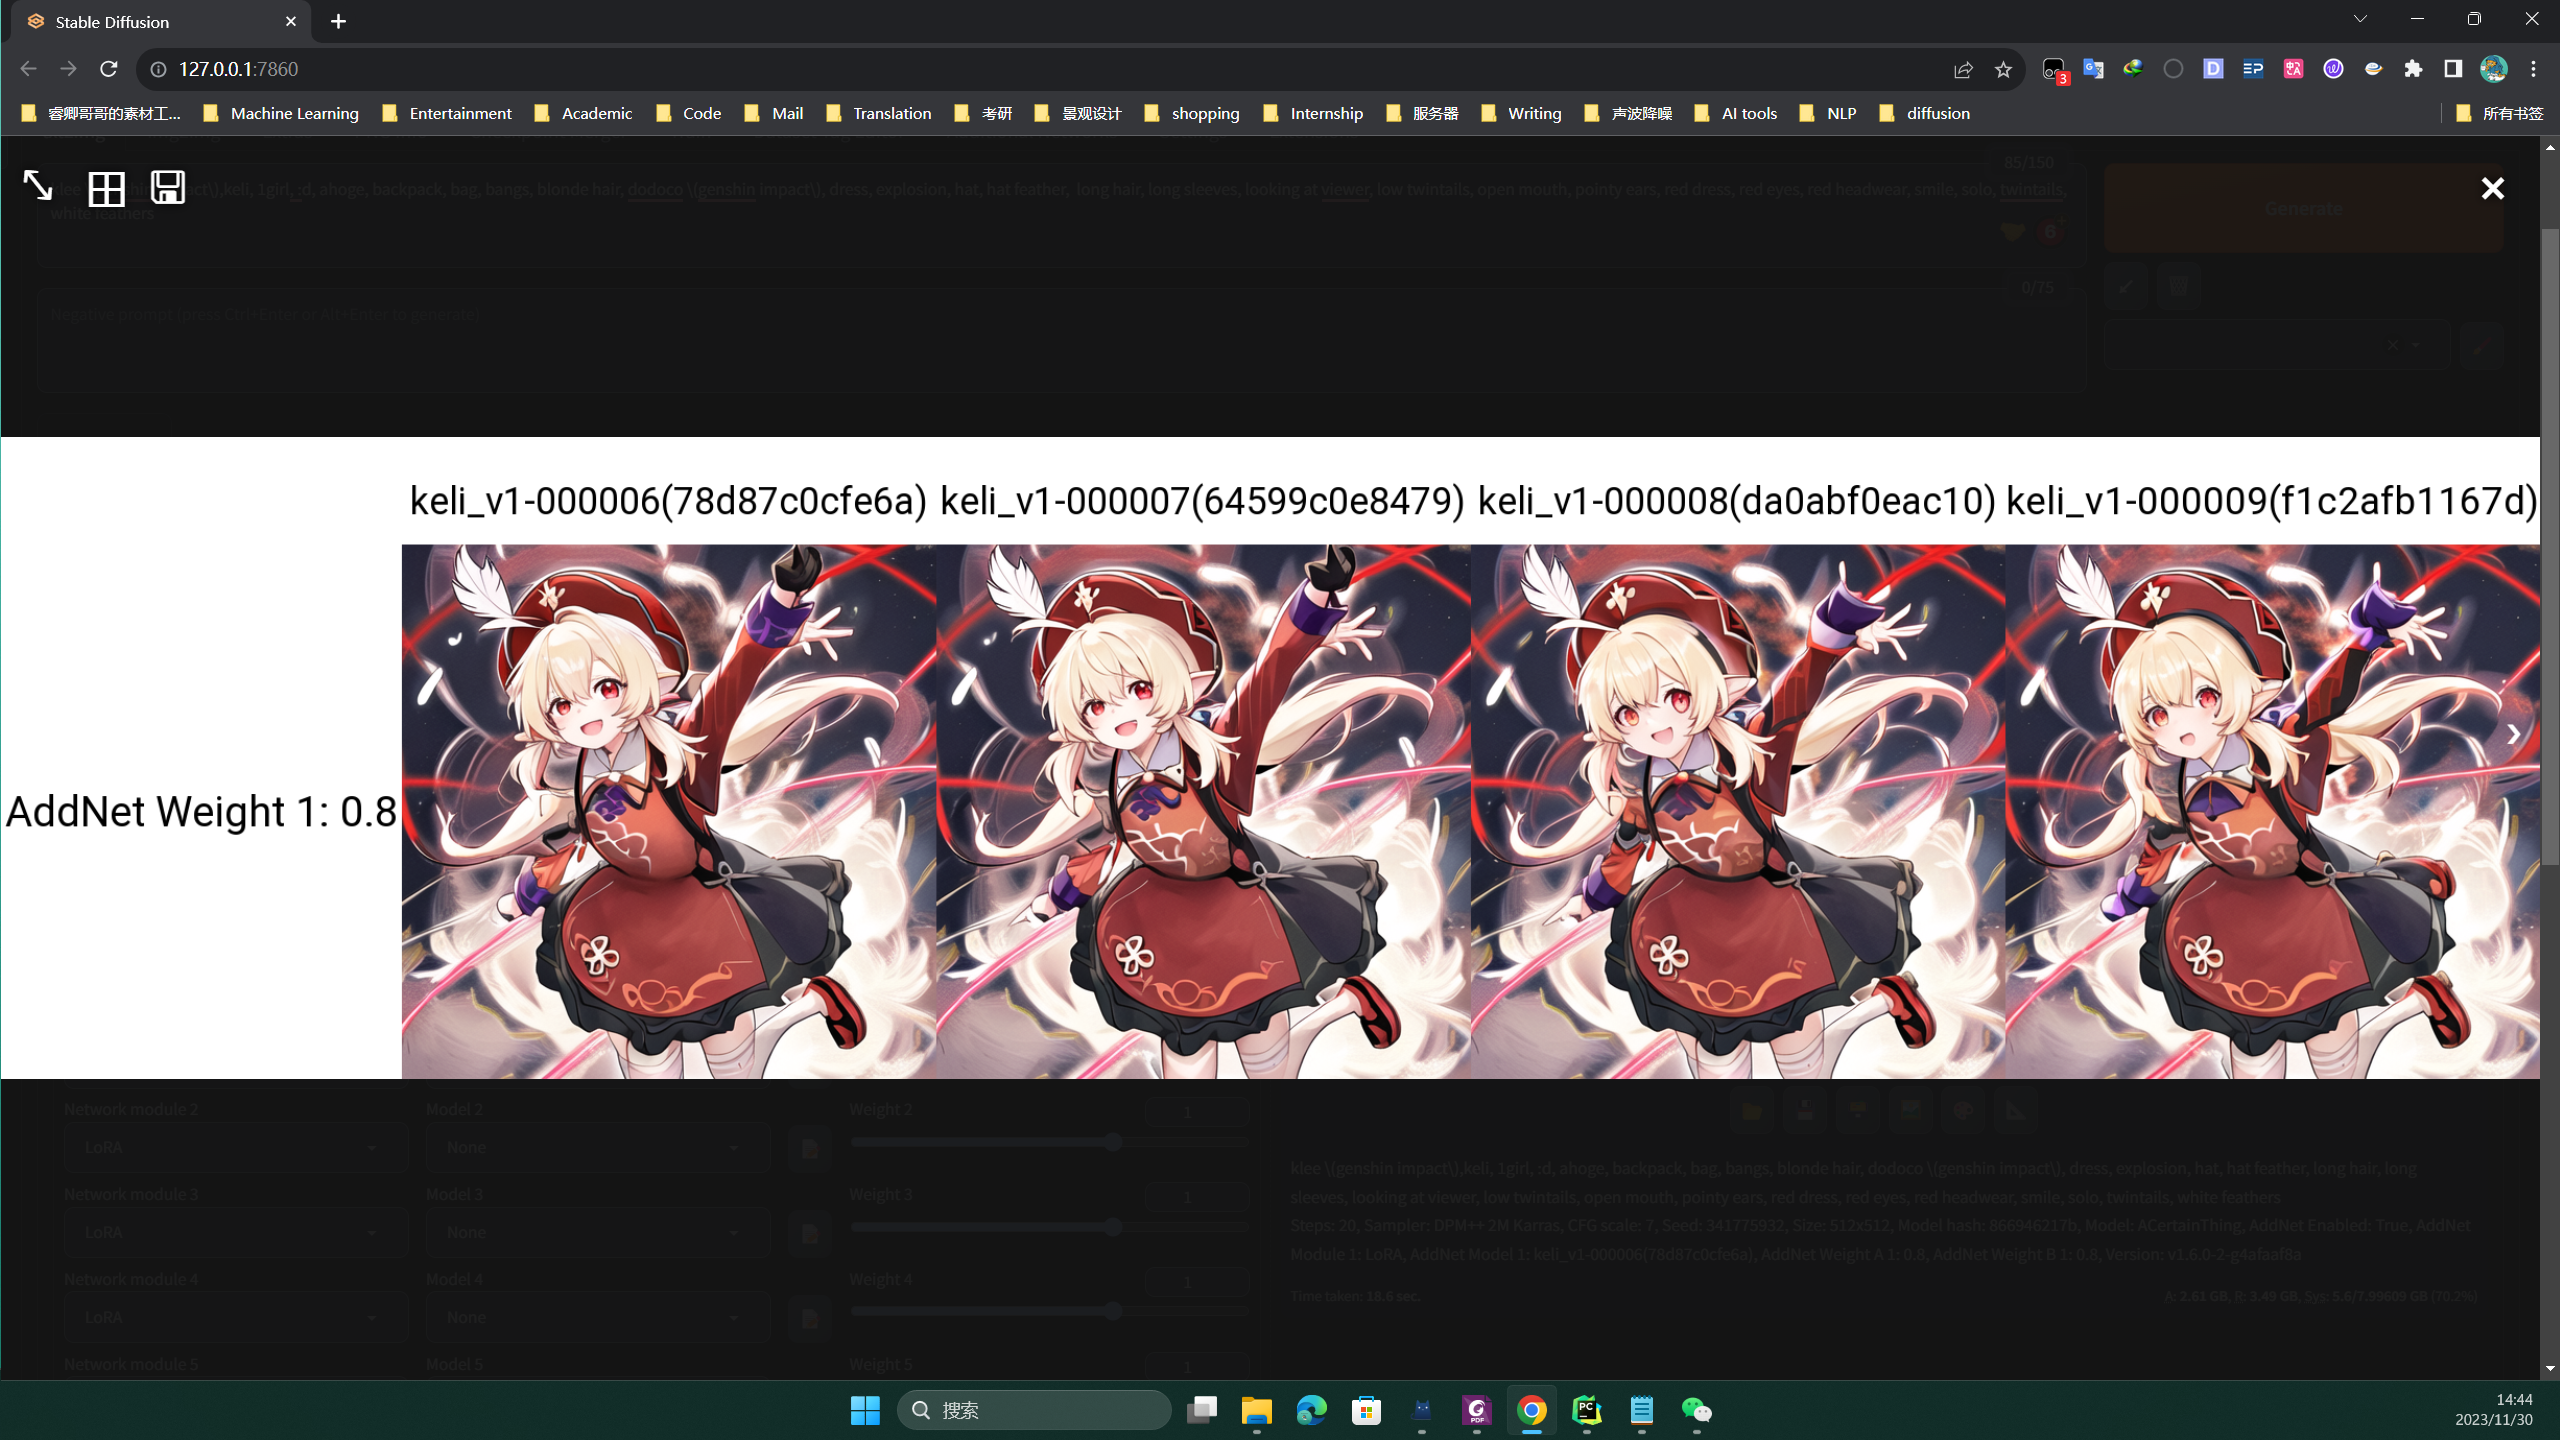 Stable Diffusion
127.0.0.1:7860
3
睿卿哥哥的素材工... Machine Learning Entertainment Academic Code Mail Translation 考研 景观设计 shopping Internship 服务器 Writing 声波降噪 AI tools NLP diffusion 所有书签
85/150
impact\),keli, 1girl, :d, ahoge, backpack, bag, bangs, blonde hair, dodoco \(genshin impact\), dress, explosion, hat, hat feather, long hair, long sleeves, looking at viewer, low twintails, open mouth, pointy ears, red dress, red eyes, red headwear, smile, solo, twintails,
white feathers
6
Generate
0/75
Negative prompt (press Ctrl+Enter or Alt+Enter to generate)
keli_v1-000006(78d87c0cfe6a) keli_v1-000007(64599c0e8479) keli_v1-000008(da0abf0eac10) keli_v1-000009(f1c2afb1167d)
AddNet Weight 1: 0.8
Network module 2 Model 2 Weight 2 1
LoRA None
Network module 3 Model 3 Weight 3 1
LoRA None
Network module 4 Model 4 Weight 4 1
LoRA None
Network module 5 Model 5 Weight 5 1
klee \(genshin impact\),keli, 1girl, :d, ahoge, backpack, bag, bangs, blonde hair, dodoco \(genshin impact\), dress, explosion, hat, hat feather, long hair, long
sleeves, looking at viewer, low twintails, open mouth, pointy ears, red dress, red eyes, red headwear, smile, solo, twintails, white feathers
Steps: 20, Sampler: DPM++ 2M Karras, CFG scale: 7, Seed: 341775932, Size: 512x512, Model hash: 866946217b, Model: ACertainThing, AddNet Enabled: True, AddNet
Module 1: LoRA, AddNet Model 1: keli_v1-000006(78d87c0cfe6a), AddNet Weight A 1: 0.8, AddNet Weight B 1: 0.8, Version: v1.6.0-2-g4afaaf8a
Time taken: 18.6 sec.
A: 2.61 GB, R: 3.49 GB, Sys: 5.6/7.99609 GB (70.2%)
搜索
14:44
2023/11/30